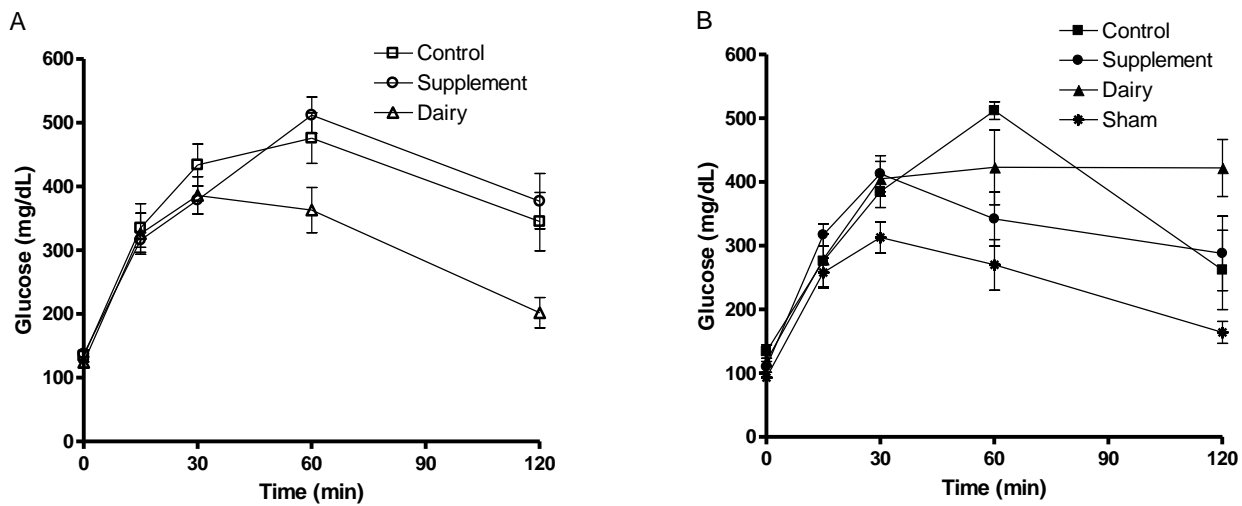 A
Control
Supplement
Dairy
600
500
400
300
200
100
0
Glucose (mg/dL)
0 30 60 90 120
Time (min)
B
Control
Supplement
Dairy
Sham
600
500
400
300
200
100
0
Glucose (mg/dL)
0 30 60 90 120
Time (min)